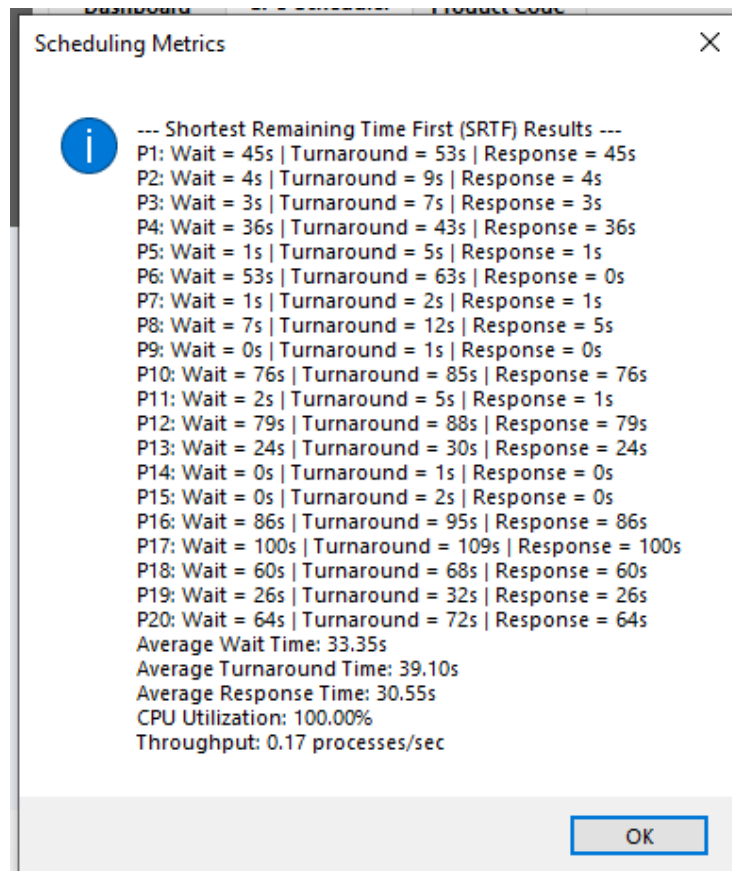 Dashboard CPU Scheduler Product Code
Scheduling Metrics
--- Shortest Remaining Time First (SRTF) Results ---
P1: Wait = 45s | Turnaround = 53s | Response = 45s
P2: Wait = 4s | Turnaround = 9s | Response = 4s
P3: Wait = 3s | Turnaround = 7s | Response = 3s
P4: Wait = 36s | Turnaround = 43s | Response = 36s
P5: Wait = 1s | Turnaround = 5s | Response = 1s
P6: Wait = 53s | Turnaround = 63s | Response = 0s
P7: Wait = 1s | Turnaround = 2s | Response = 1s
P8: Wait = 7s | Turnaround = 12s | Response = 5s
P9: Wait = 0s | Turnaround = 1s | Response = 0s
P10: Wait = 76s | Turnaround = 85s | Response = 76s
P11: Wait = 2s | Turnaround = 5s | Response = 1s
P12: Wait = 79s | Turnaround = 88s | Response = 79s
P13: Wait = 24s | Turnaround = 30s | Response = 24s
P14: Wait = 0s | Turnaround = 1s | Response = 0s
P15: Wait = 0s | Turnaround = 2s | Response = 0s
P16: Wait = 86s | Turnaround = 95s | Response = 86s
P17: Wait = 100s | Turnaround = 109s | Response = 100s
P18: Wait = 60s | Turnaround = 68s | Response = 60s
P19: Wait = 26s | Turnaround = 32s | Response = 26s
P20: Wait = 64s | Turnaround = 72s | Response = 64s
Average Wait Time: 33.35s
Average Turnaround Time: 39.10s
Average Response Time: 30.55s
CPU Utilization: 100.00%
Throughput: 0.17 processes/sec
OK